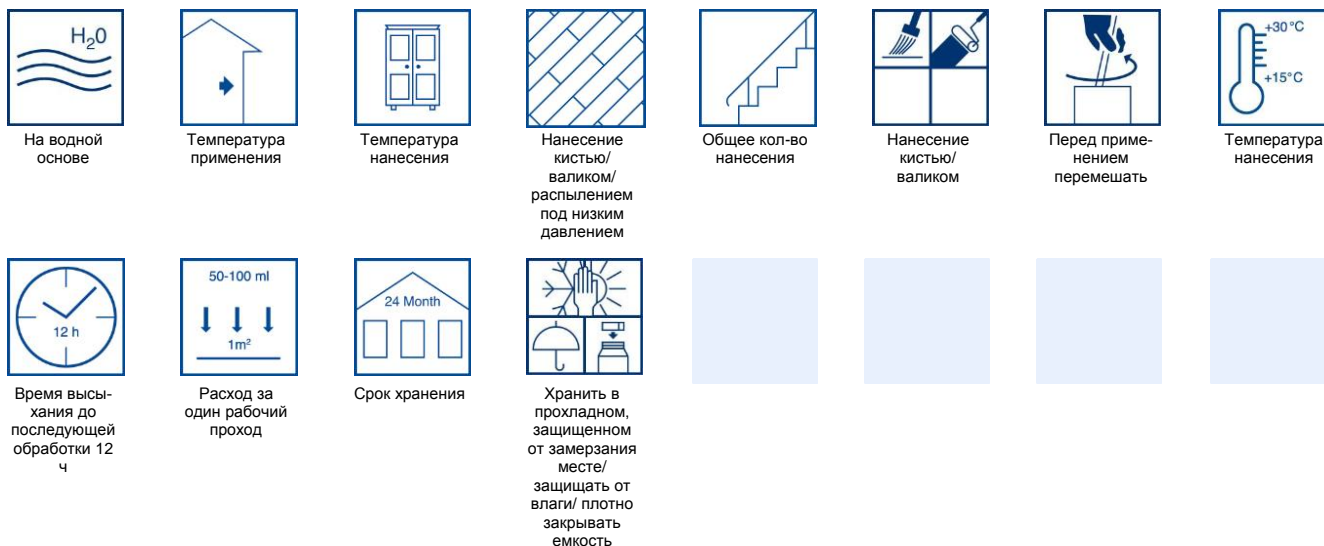 H₂0
+30°C
+15°C
На водной
основе
Температура
применения
Температура
нанесения
Нанесение
кистью/
валиком/
распылением
под низким
давлением
Общее кол-во
нанесения
Нанесение
кистью/
валиком
Перед приме-
нением
перемешать
Температура
нанесения
12 h
50-100 ml
1m²
24 Month
Время высы-
хания до
последующей
обработки 12
ч
Расход за
один рабочий
проход
Срок хранения
Хранить в
прохладном,
защищенном
от замерзания
месте/
защищать от
влаги/ плотно
закрывать
емкость